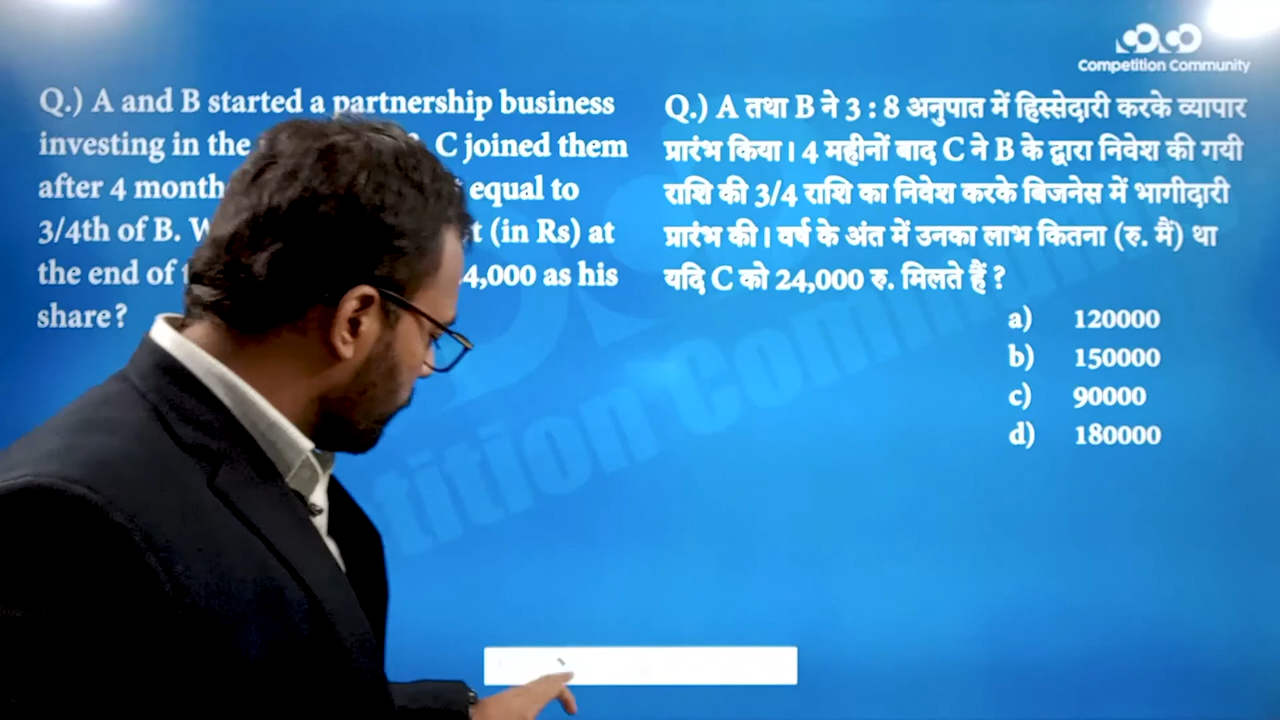 Competition Community
Q.) A and B started a partnership business
investing in the C joined them
after 4 month equal to
3/4th of B. W t (in Rs) at
the end of 4,000 as his
share?
Q.) A तथा B ने 3 : 8 अनुपात में हिस्सेदारी करके व्यापार
प्रारंभ किया। 4 महीनों बाद C ने B के द्वारा निवेश की गयी
राशि की 3/4 राशि का निवेश करके बिजनेस में भागीदारी
प्रारंभ की। वर्ष के अंत में उनका लाभ कितना (रु. मैं) था
यदि C को 24,000 रु. मिलते हैं ?
a) 120000
b) 150000
c) 90000
d) 180000